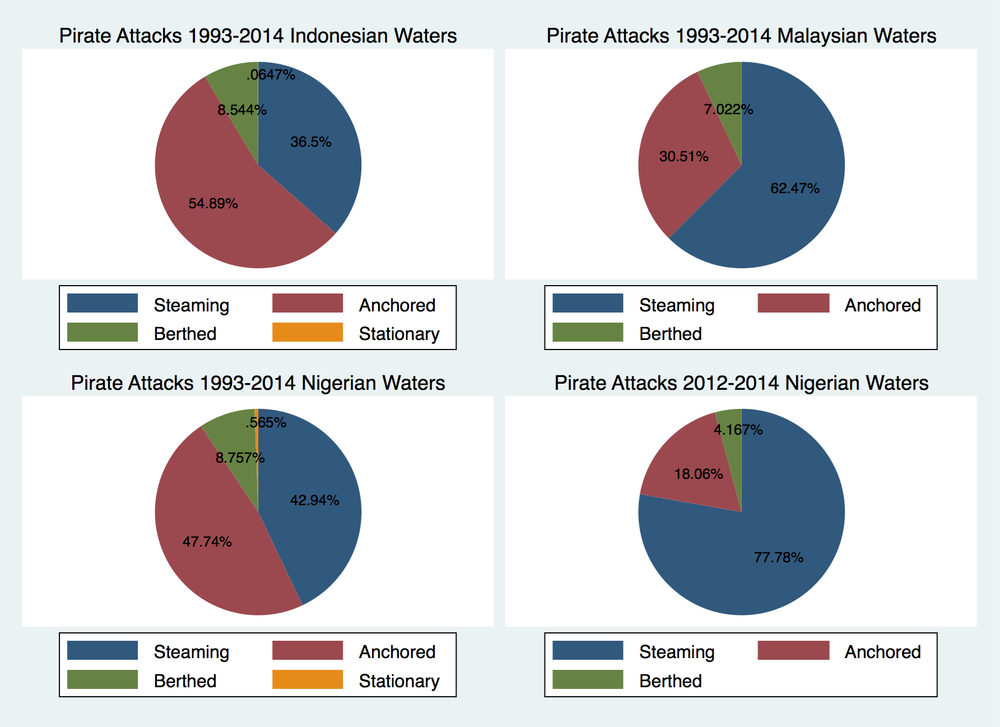 Pirate Attacks 1993-2014 Indonesian Waters
.0647%
8.544%
36.5%
54.89%
Steaming Anchored
Berthed Stationary
Pirate Attacks 1993-2014 Malaysian Waters
7.022%
30.51%
62.47%
Steaming Anchored
Berthed
Pirate Attacks 1993-2014 Nigerian Waters
.565%
8.757%
42.94%
47.74%
Steaming Anchored
Berthed Stationary
Pirate Attacks 2012-2014 Nigerian Waters
4.167%
18.06%
77.78%
Steaming Anchored
Berthed